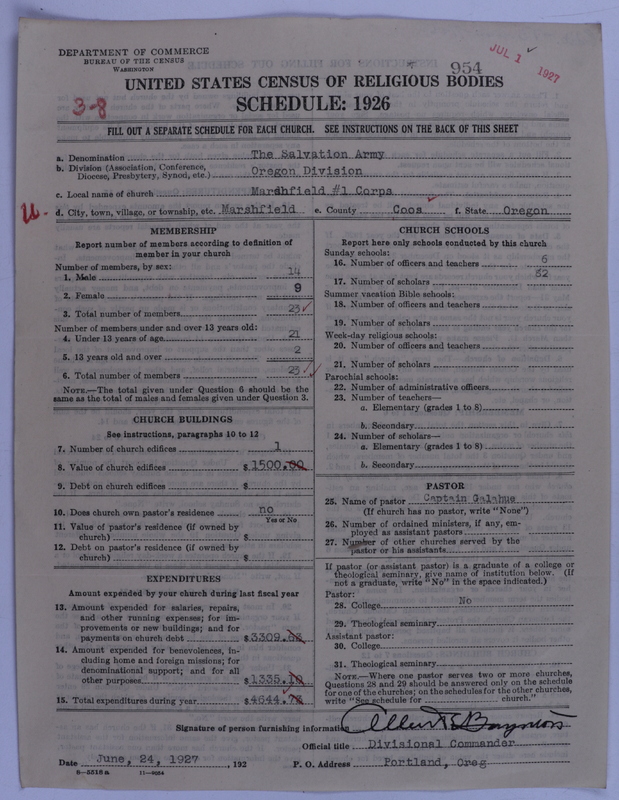 DEPARTMENT OF COMMERCE
BUREAU OF THE CENSUS
WASHINGTON
954
JUL 1 1927
UNITED STATES CENSUS OF RELIGIOUS BODIES
3-8
SCHEDULE: 1926
FILL OUT A SEPARATE SCHEDULE FOR EACH CHURCH. SEE INSTRUCTIONS ON THE BACK OF THIS SHEET
a. Denomination The Salvation Army
b. Division (Association, Conference, Diocese, Presbytery, Synod, etc.) Oregon Division
c. Local name of church Marshfield #1 Corps
U. d. City, town, village, or township, etc. Marshfield e. County Coos f. State Oregon
MEMBERSHIP
Report number of members according to definition of
member in your church
Number of members, by sex:
1. Male 14
2. Female 9
3. Total number of members 23
Number of members under and over 13 years old:
4. Under 13 years of age 21
5. 13 years old and over 2
6. Total number of members 23
NOTE.—The total given under Question 6 should be the
same as the total of males and females given under Question 3.
CHURCH BUILDINGS
See instructions, paragraphs 10 to 12
7. Number of church edifices 1
8. Value of church edifices $1500.00
9. Debt on church edifices $
10. Does church own pastor's residence no
Yes or No
11. Value of pastor's residence (if owned by
church) $
12. Debt on pastor's residence (if owned by
church) $
EXPENDITURES
Amount expended by your church during last fiscal year
13. Amount expended for salaries, repairs,
and other running expenses; for im-
provements or new buildings; and for
payments on church debt $3309.
14. Amount expended for benevolences, in-
cluding home and foreign missions; for
denominational support; and for all
other purposes $1335.
15. Total expenditures during year $4644.
CHURCH SCHOOLS
Report here only schools conducted by this church
Sunday schools:
16. Number of officers and teachers 6
17. Number of scholars 32
Summer vacation Bible schools:
18. Number of officers and teachers
19. Number of scholars
Week-day religious schools:
20. Number of officers and teachers
21. Number of scholars
Parochial schools:
22. Number of administrative officers
23. Number of teachers—
a. Elementary (grades 1 to 8)
b. Secondary
24. Number of scholars—
a. Elementary (grades 1 to 8)
b. Secondary
PASTOR
25. Name of pastor Captain Galahue
(If church has no pastor, write "None")
26. Number of ordained ministers, if any, em-
ployed as assistant pastors
27. Number of other churches served by the
pastor or his assistants
If pastor (or assistant pastor) is a graduate of a college or
theological seminary, give name of institution below. (If
not a graduate, write "No" in the space indicated.)
Pastor:
28. College No
29. Theological seminary
Assistant pastor:
30. College
31. Theological seminary
NOTE.—Where one pastor serves two or more churches,
Questions 28 and 29 should be answered only on the schedule
for one of the churches; on the schedules for the other churches,
write "See schedule for church."
Signature of person furnishing information
Official title Divisional Commander
Date June, 24, 1927, 192 P. O. Address Portland, Oreg
8-5518a 11-9054